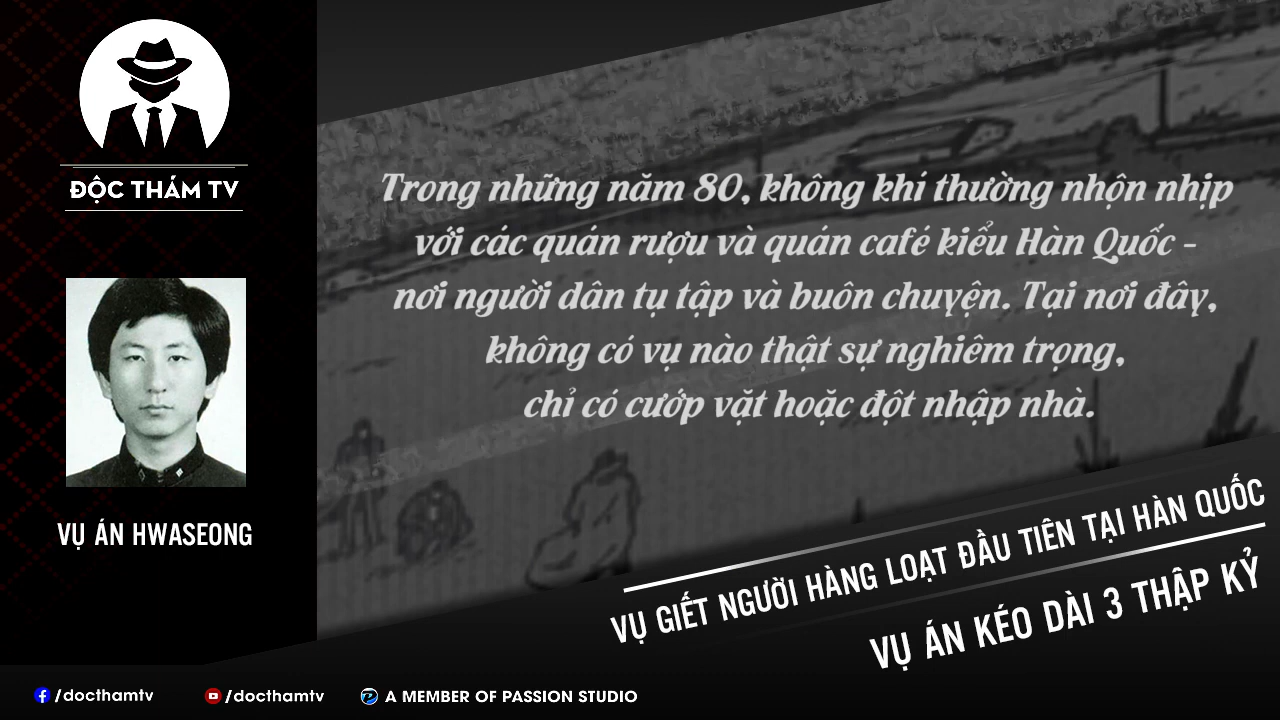 ĐỘC THÁM TV
VỤ ÁN HWASEONG
Trong những năm 80, không khí thường nhộn nhịp
với các quán rượu và quán café kiểu Hàn Quốc -
nơi người dân tụ tập và buôn chuyện. Tại nơi đây,
không có vụ nào thật sự nghiêm trọng,
chỉ có cướp vặt hoặc đột nhập nhà.
VỤ GIẾT NGƯỜI HÀNG LOẠT ĐẦU TIÊN TẠI HÀN QUỐC
VỤ ÁN KÉO DÀI 3 THẬP KỶ
/docthamtv
/docthamtv
A MEMBER OF PASSION STUDIO